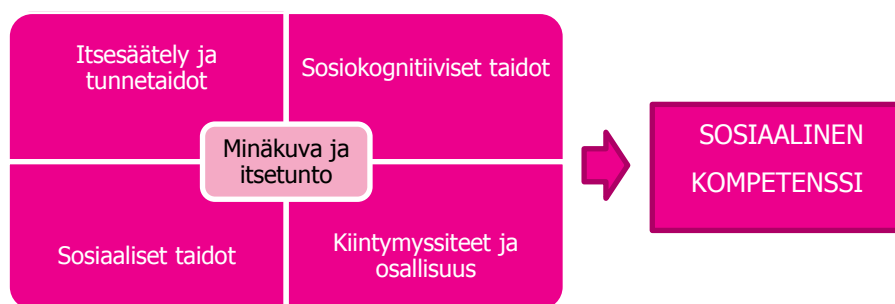 Itsesäätely ja
tunnetaidot
Sosiokognitiiviset taidot
Minäkuva ja
itsetunto
Sosiaaliset taidot
Kiintymyssiteet ja
osallisuus
SOSIAALINEN
KOMPETENSSI